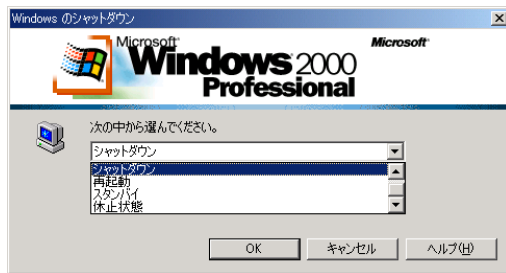 Windows のシャットダウン
Microsoft
Microsoft
Windows 2000
Professional
次の中から選んでください。
シャットダウン
シャットダウン
再起動
スタンバイ
休止状態
OK
キャンセル
ヘルプ(H)